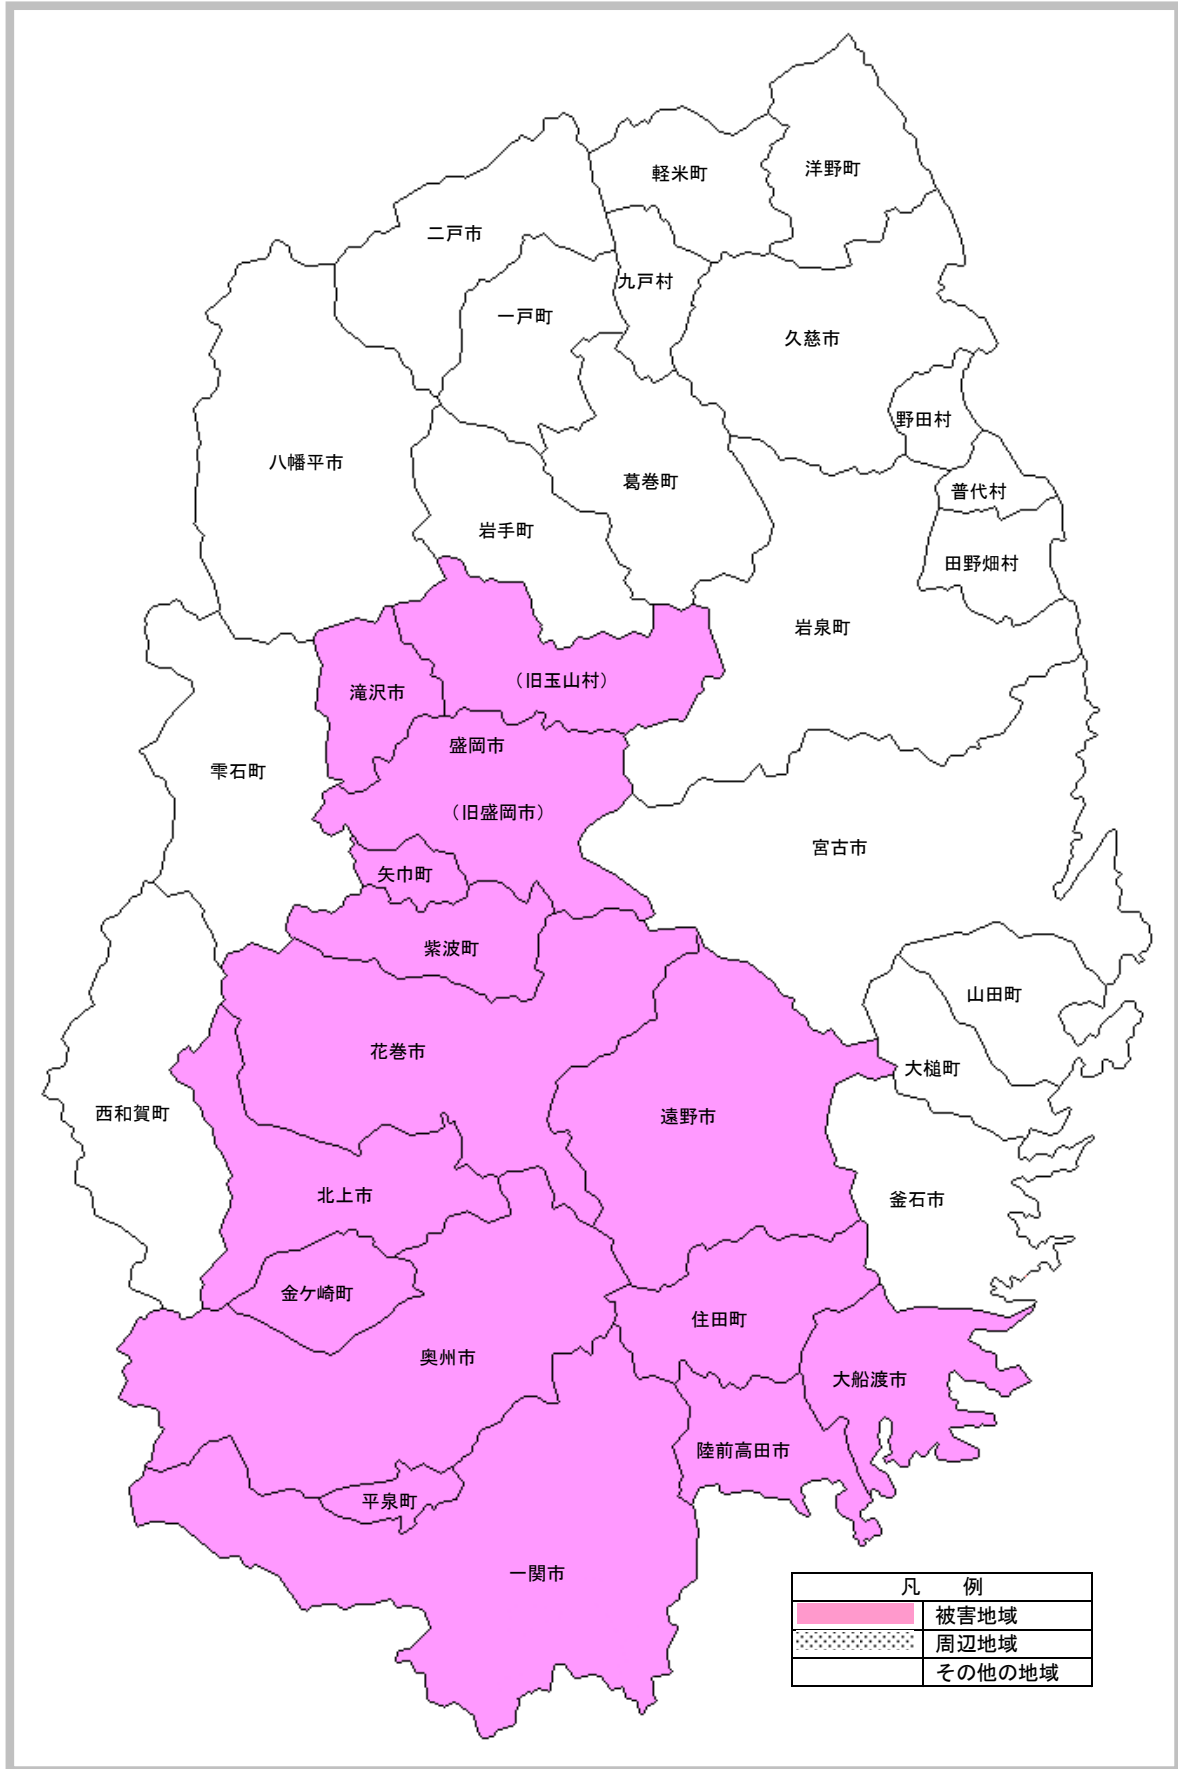 洋野町
軽米町
二戸市
九戸村
一戸町
久慈市
野田村
八幡平市
葛巻町
普代村
岩手町
田野畑村
岩泉町
（旧玉山村）
滝沢市
盛岡市
雫石町
（旧盛岡市）
宮古市
矢巾町
紫波町
山田町
花巻市
大槌町
西和賀町
遠野市
北上市
釜石市
金ケ崎町
住田町
奥州市
大船渡市
陸前高田市
平泉町
一関市
凡　例
被害地域
周辺地域
その他の地域